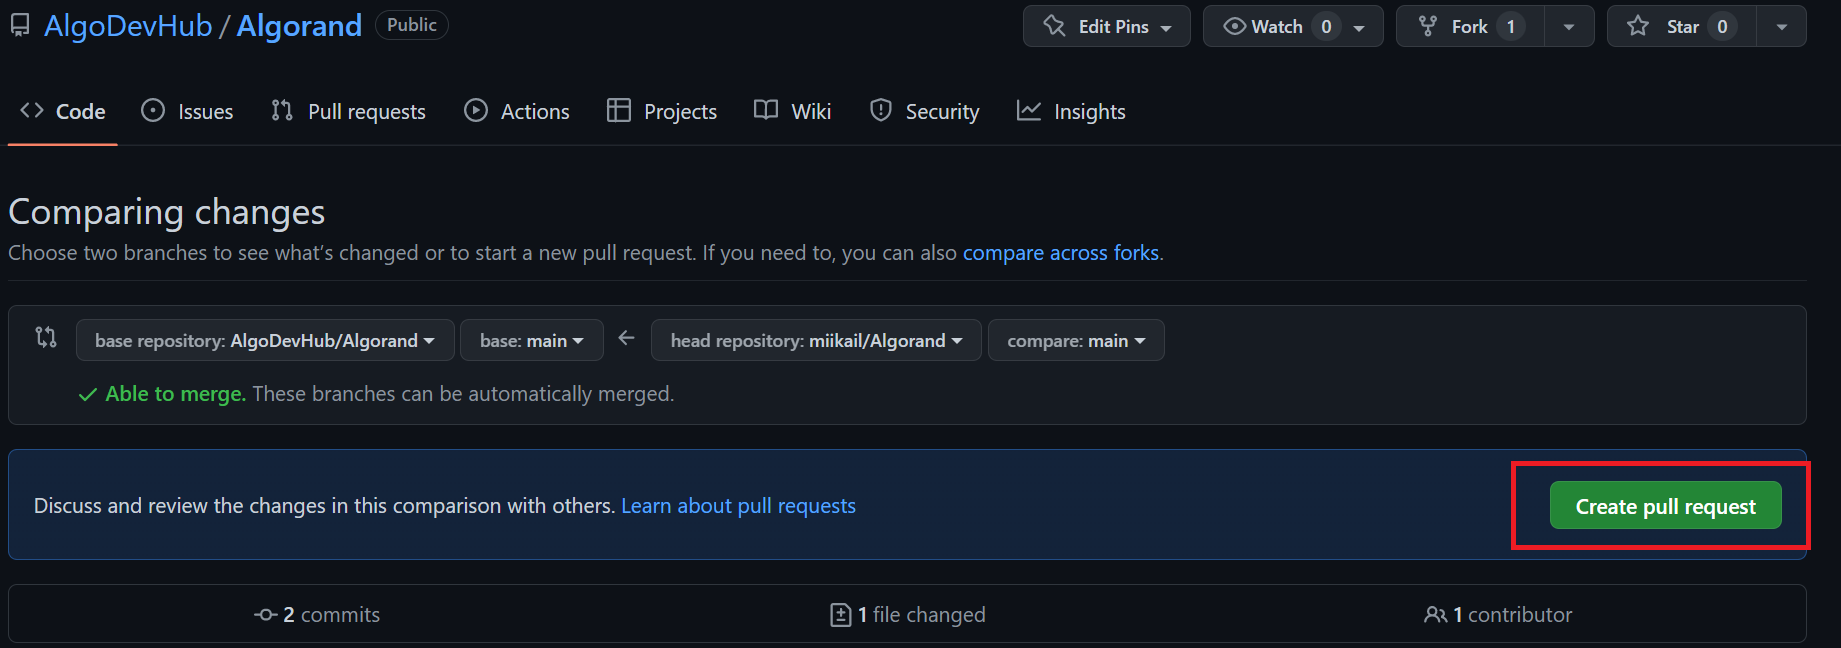 AlgoDevHub / Algorand Public Edit Pins Watch 0 Fork 1 Star 0
Code Issues Pull requests Actions Projects Wiki Security Insights
Comparing changes
Choose two branches to see what's changed or to start a new pull request. If you need to, you can also compare across forks.
base repository: AlgoDevHub/Algorand base: main ← head repository: miikail/Algorand compare: main
✓ Able to merge. These branches can be automatically merged.
Discuss and review the changes in this comparison with others. Learn about pull requests Create pull request
2 commits 1 file changed 1 contributor